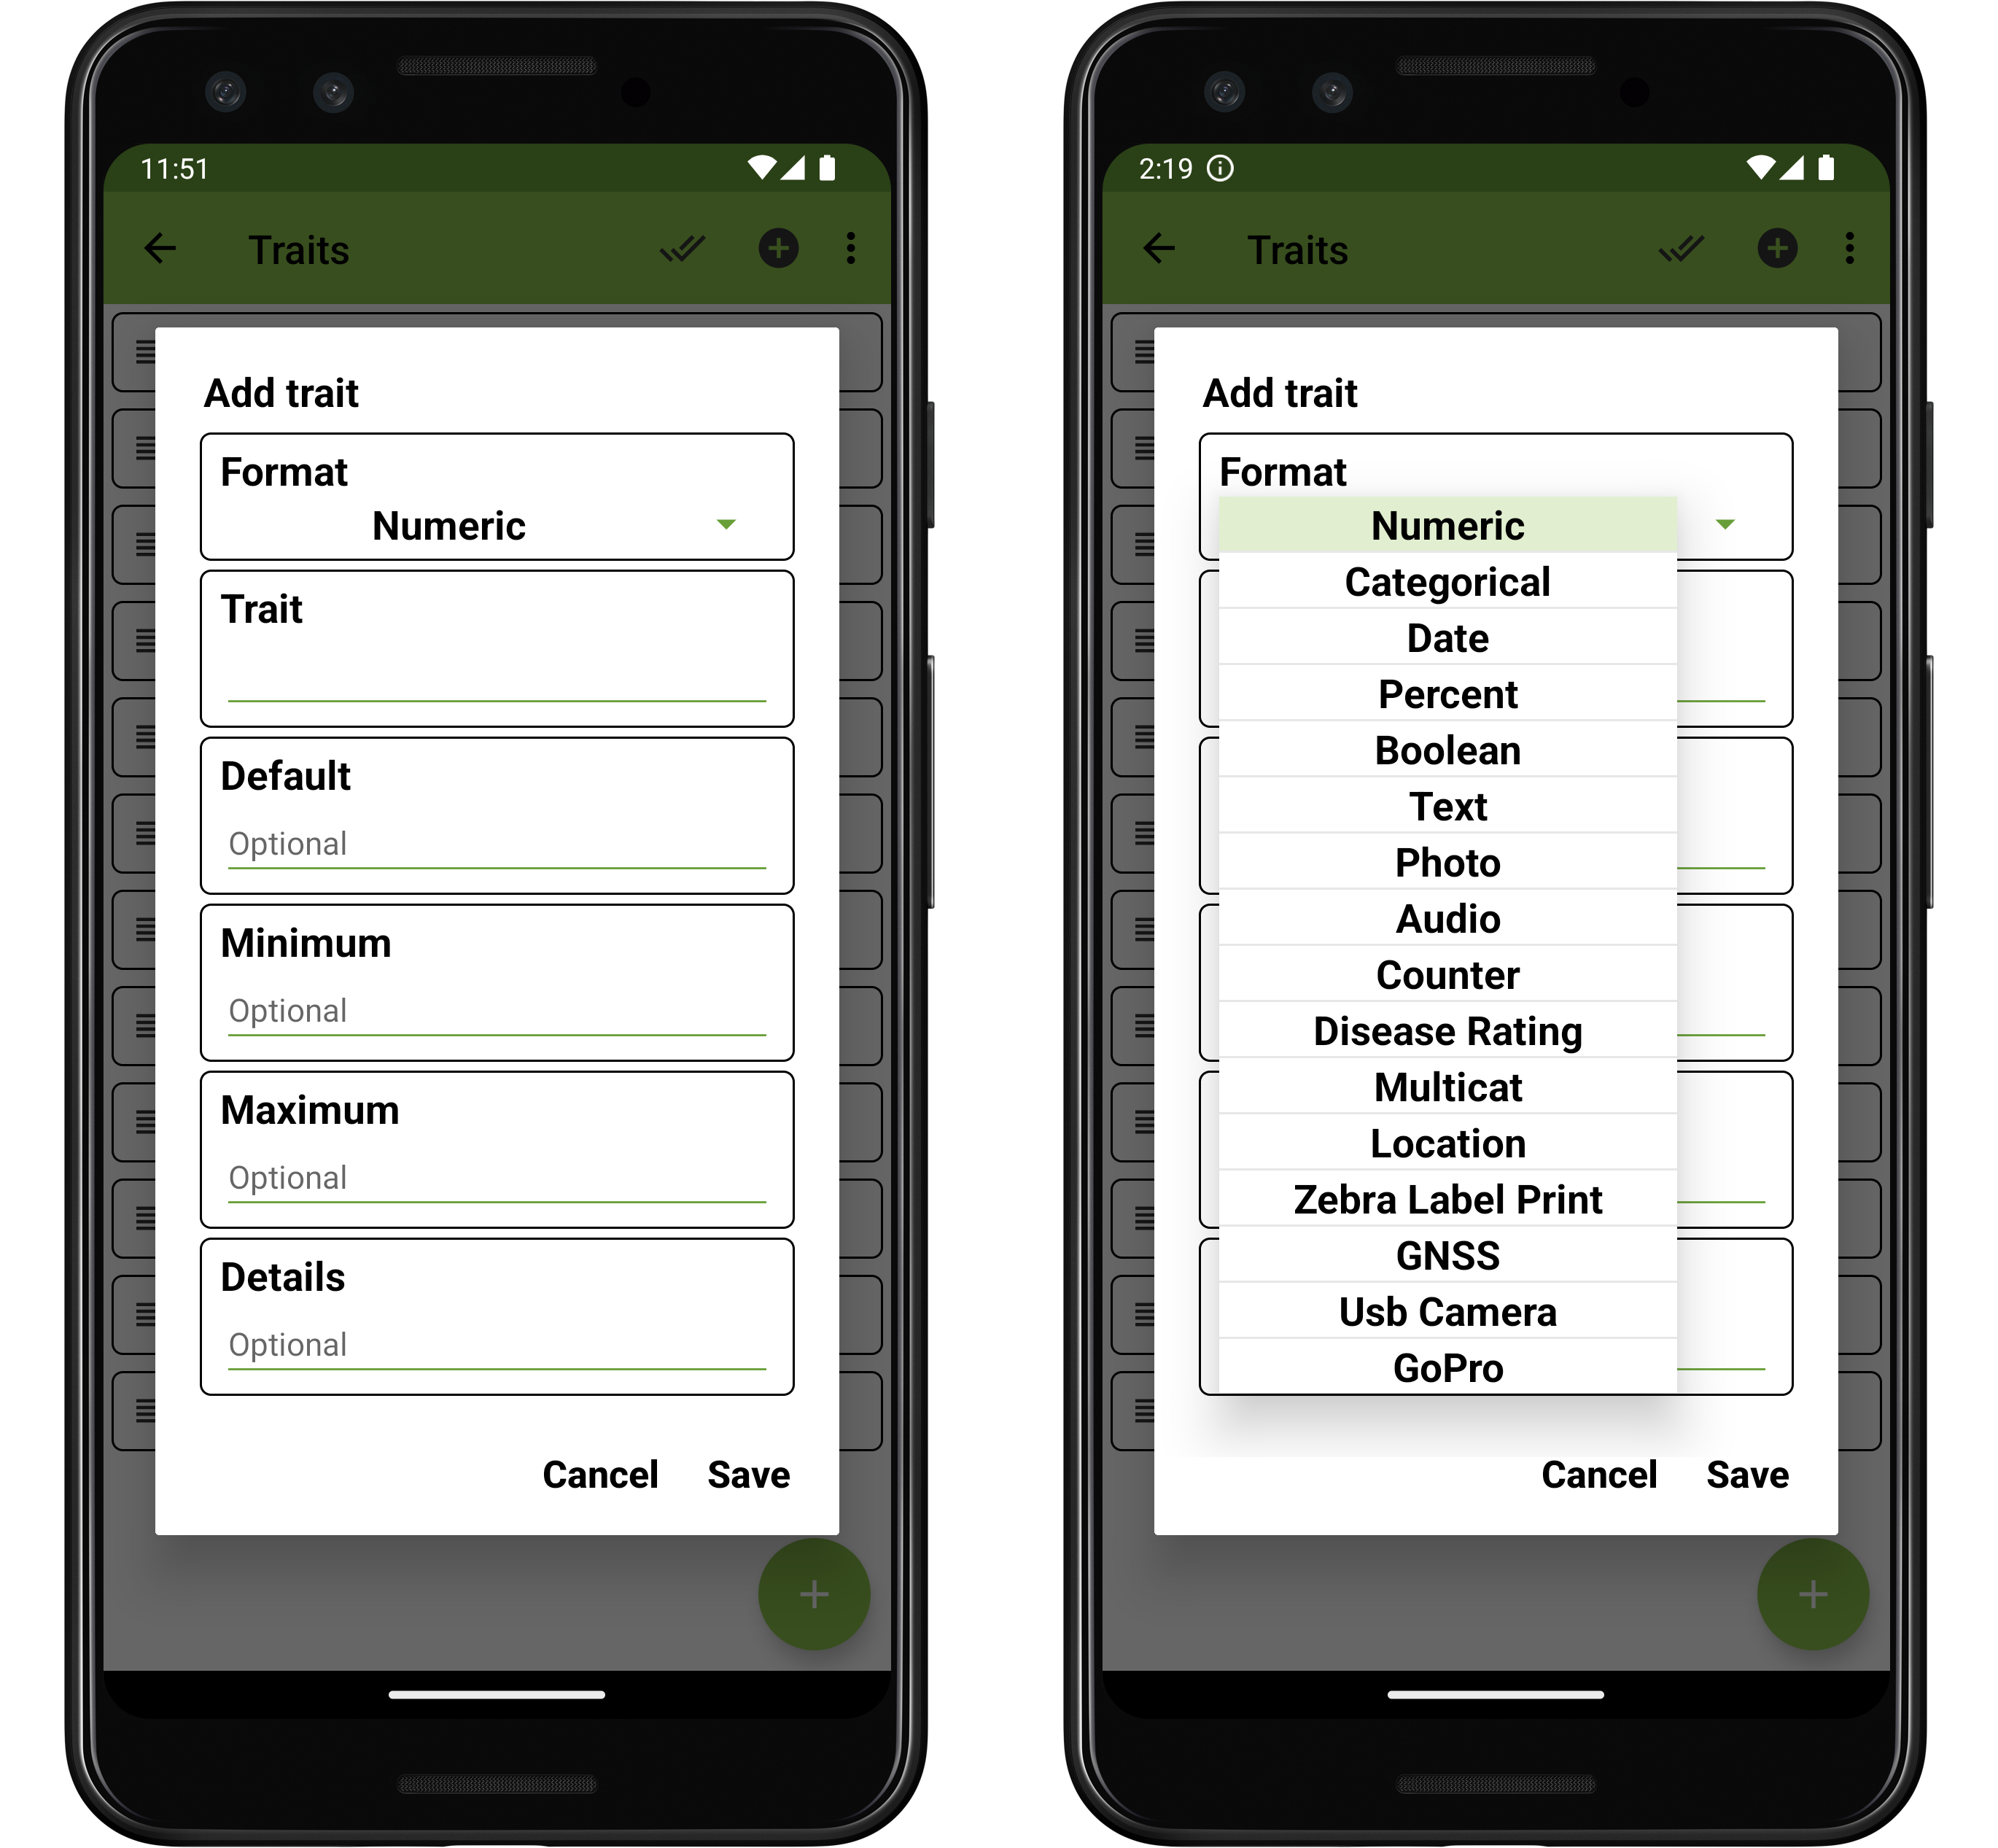 11:51
Traits
Add trait
Format
Numeric
Trait
Default
Optional
Minimum
Optional
Maximum
Optional
Details
Optional
Cancel Save
2:19
Traits
Add trait
Format
Numeric
Categorical
Date
Percent
Boolean
Text
Photo
Audio
Counter
Disease Rating
Multicat
Location
Zebra Label Print
GNSS
Usb Camera
GoPro
Cancel Save